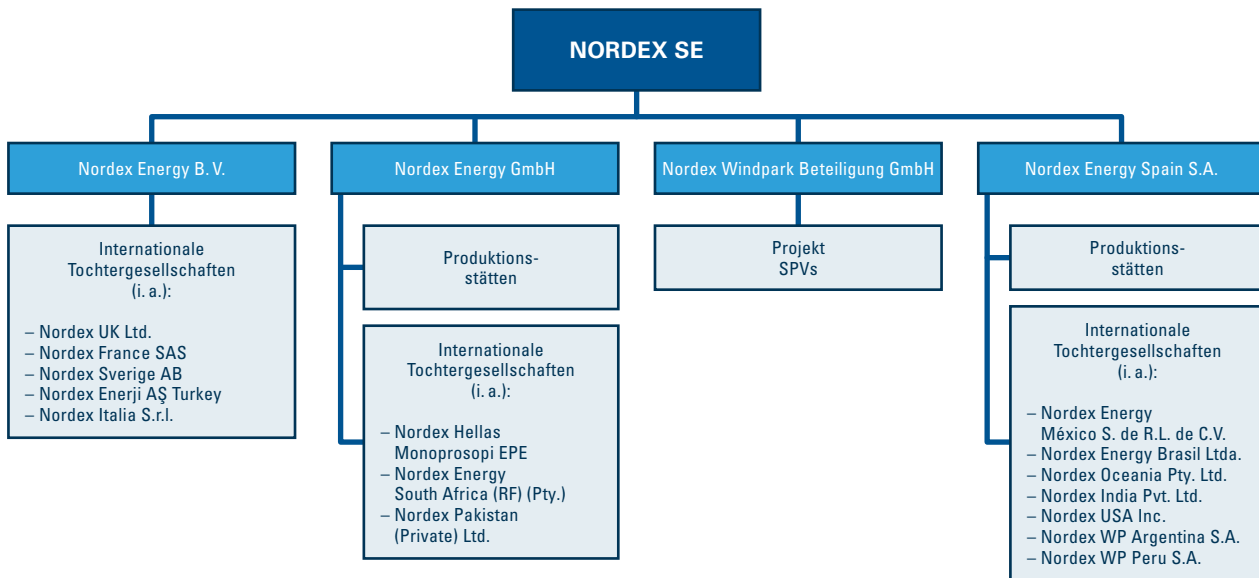 NORDEX SE
Nordex Energy B. V.
Nordex Energy GmbH
Nordex Windpark Beteiligung GmbH
Nordex Energy Spain S.A.
Internationale
Tochtergesellschaften
(i. a.):
– Nordex UK Ltd.
– Nordex France SAS
– Nordex Sverige AB
– Nordex Enerji AŞ Turkey
– Nordex Italia S.r.l.
Produktions-
stätten
Internationale
Tochtergesellschaften
(i. a.):
– Nordex Hellas
Monoprosopi EPE
– Nordex Energy
South Africa (RF) (Pty.)
– Nordex Pakistan
(Private) Ltd.
Projekt
SPVs
Produktions-
stätten
Internationale
Tochtergesellschaften
(i. a.):
– Nordex Energy
México S. de R.L. de C.V.
– Nordex Energy Brasil Ltda.
– Nordex Oceania Pty. Ltd.
– Nordex India Pvt. Ltd.
– Nordex USA Inc.
– Nordex WP Argentina S.A.
– Nordex WP Peru S.A.